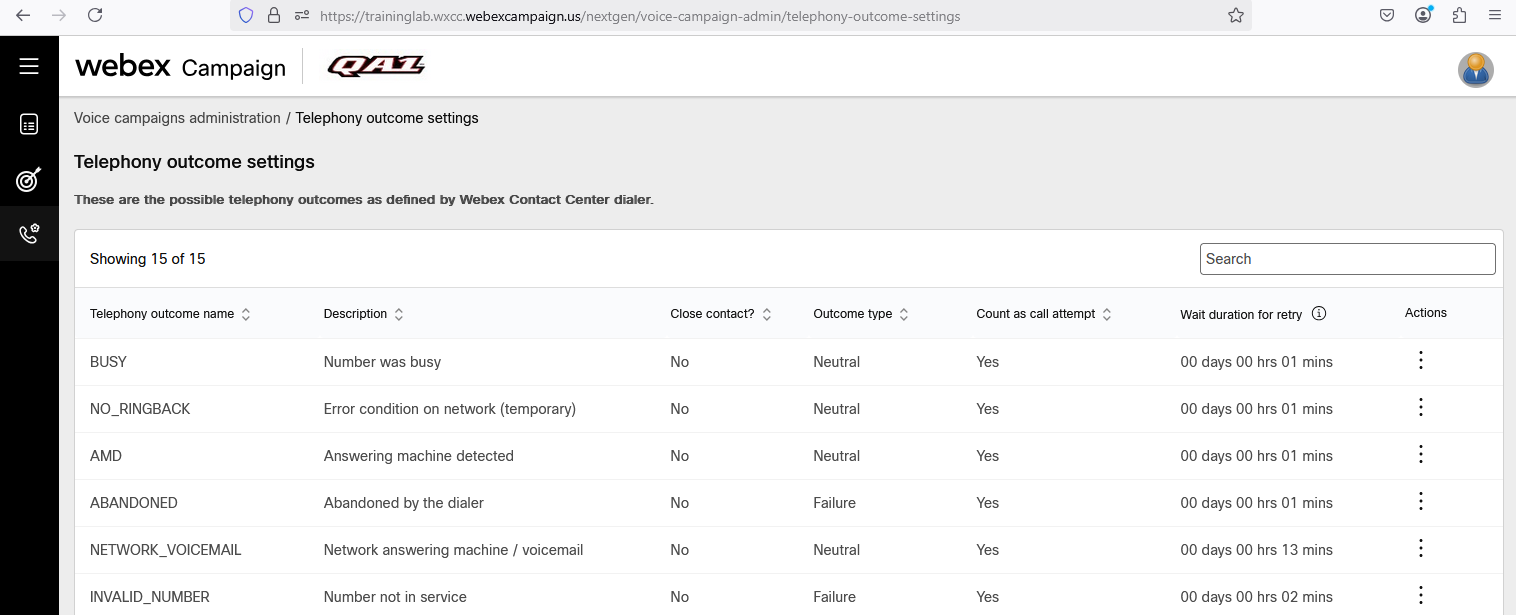 https://traininglab.wxcc.webexcampaign.us/nextgen/voice-campaign-admin/telephony-outcome-settings
webex Campaign QA1
Voice campaigns administration / Telephony outcome settings
Telephony outcome settings
These are the possible telephony outcomes as defined by Webex Contact Center dialer.
Showing 15 of 15 Search
Telephony outcome name Description Close contact? Outcome type Count as call attempt Wait duration for retry Actions
BUSY Number was busy No Neutral Yes 00 days 00 hrs 01 mins
NO_RINGBACK Error condition on network (temporary) No Neutral Yes 00 days 00 hrs 01 mins
AMD Answering machine detected No Neutral Yes 00 days 00 hrs 01 mins
ABANDONED Abandoned by the dialer No Failure Yes 00 days 00 hrs 01 mins
NETWORK_VOICEMAIL Network answering machine / voicemail No Neutral Yes 00 days 00 hrs 13 mins
INVALID_NUMBER Number not in service No Failure Yes 00 days 00 hrs 02 mins